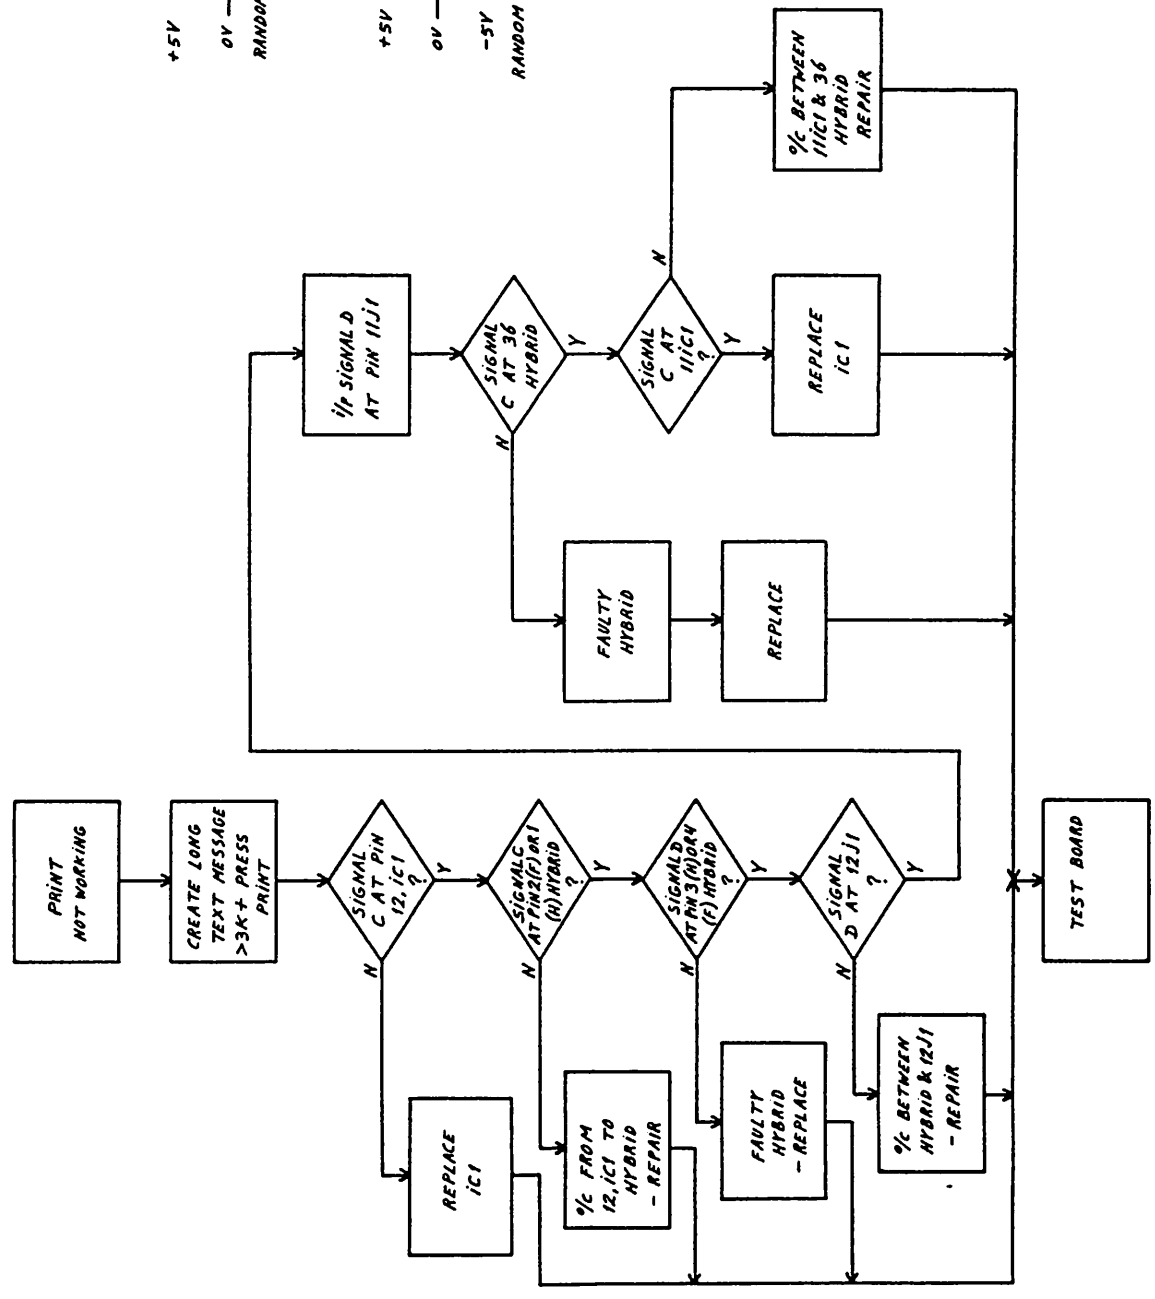 PRINT
NOT WORKING
CREATE LONG
TEXT MESSAGE
>3K + PRESS
PRINT
SIGNAL
C AT PIN
12, iC1
?
N
Y
REPLACE
iC1
SIGNAL C
AT PIN 2(F) OR 1
(H) HYBRID
?
N
Y
O/C FROM
12, iC1 TO
HYBRID
- REPAIR
SIGNAL D
AT PIN 3(H) OR 4
(F) HYBRID
?
N
Y
FAULTY
HYBRID
- REPLACE
SIGNAL
D AT 12J1
?
N
Y
O/C BETWEEN
HYBRID & 12J1
- REPAIR
i/P SIGNAL D
AT PIN 11J1
SIGNAL
C AT 36
HYBRID
N
Y
FAULTY
HYBRID
REPLACE
SIGNAL
C AT
11iC1
?
N
Y
REPLACE
iC1
O/C BETWEEN
11iC1 & 36
HYBRID
REPAIR
TEST BOARD
+5V
0V
RANDOM
+5V
0V
-5V
RANDOM